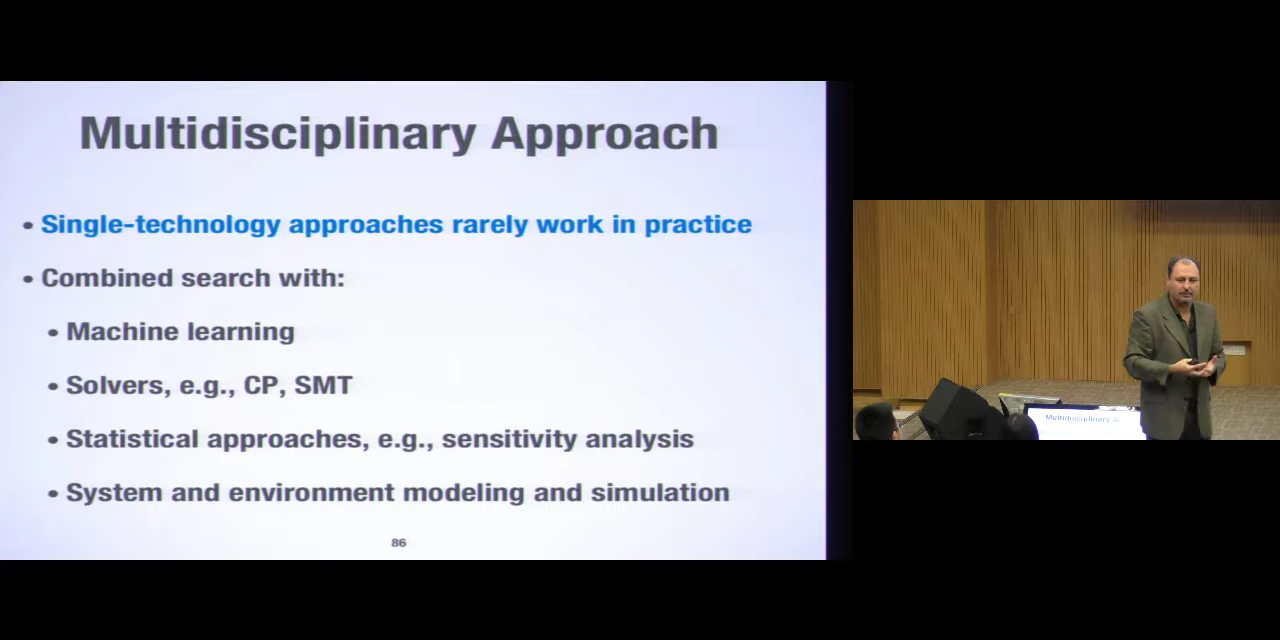 Multidisciplinary Approach
• Single-technology approaches rarely work in practice
• Combined search with:
• Machine learning
• Solvers, e.g., CP, SMT
• Statistical approaches, e.g., sensitivity analysis
• System and environment modeling and simulation
86
Multidisciplinary A